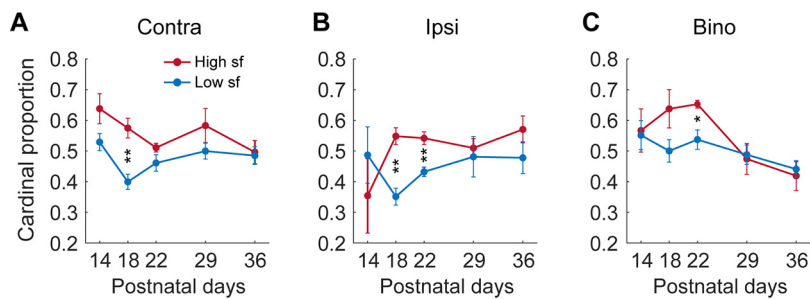 A Contra
Cardinal proportion
0.8
0.7
0.6
0.5
0.4
0.3
0.2
High sf
Low sf
**
14 18 22 29 36
Postnatal days
B Ipsi
0.8
0.7
0.6
0.5
0.4
0.3
0.2
**
**
14 18 22 29 36
Postnatal days
C Bino
0.8
0.7
0.6
0.5
0.4
0.3
0.2
*
14 18 22 29 36
Postnatal days